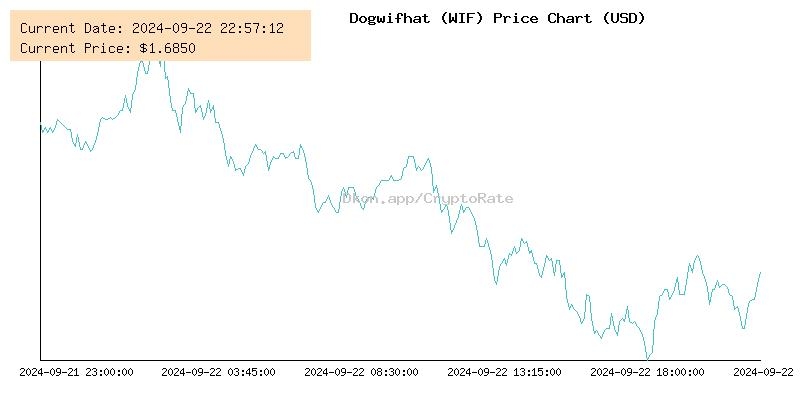 Dogwifhat (WIF) Price Chart (USD)
Current Date: 2024-09-22 22:57:12
Current Price: $1.6850
Dkon.app/CryptoRate
2024-09-21 23:00:00 2024-09-22 03:45:00 2024-09-22 08:30:00 2024-09-22 13:15:00 2024-09-22 18:00:00 2024-09-22